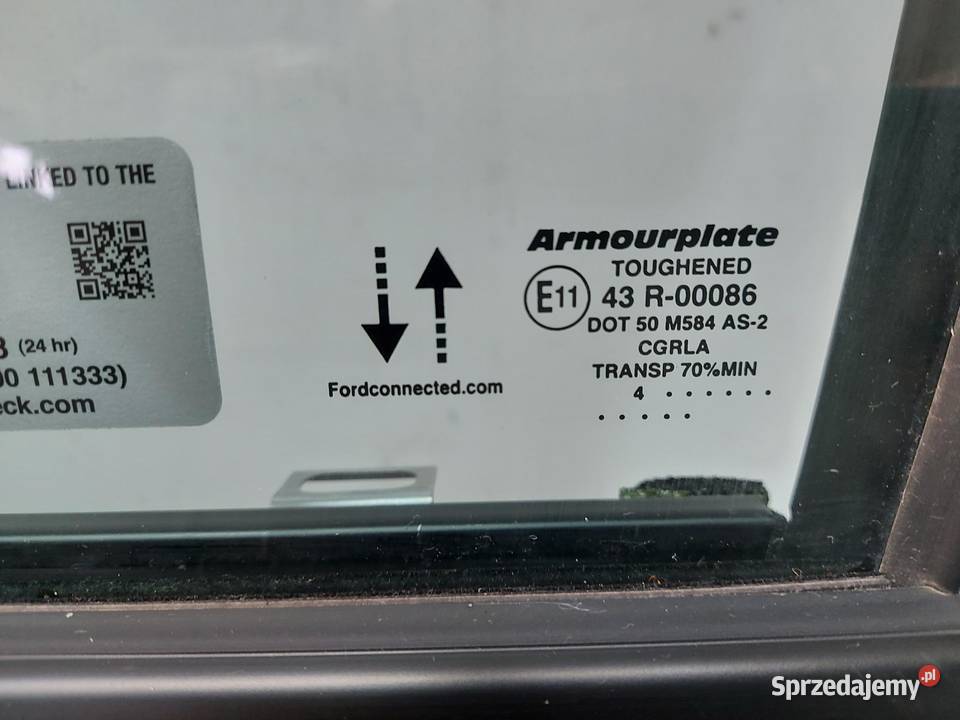 LINKED TO THE
(24 hr)
00 111333)
eck.com
Fordconnected.com
Armourplate
TOUGHENED
E11 43 R-00086
DOT 50 M584 AS-2
CGRLA
TRANSP 70%MIN
4 . . . . . .
. . . . .
Sprzedajemy.pl